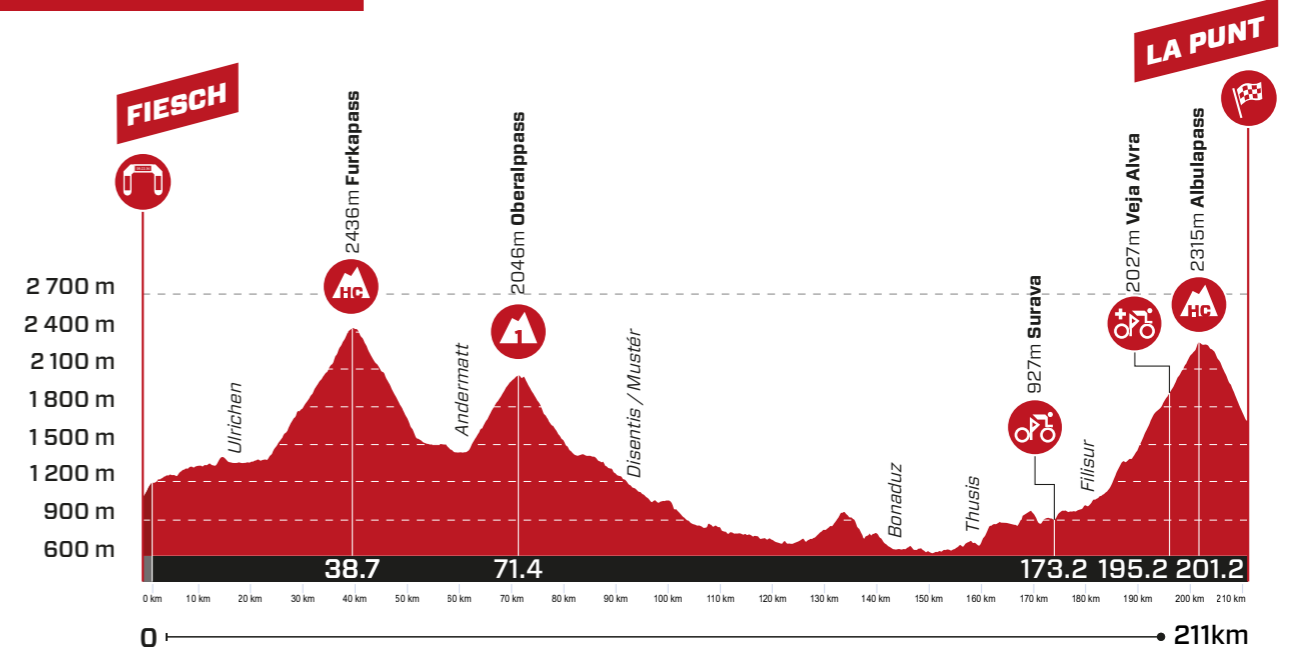 FIESCH
LA PUNT
2436m Furkapass
HC
2046m Oberalppass
1
927m Surava
2027m Veja Alvra
2315m Albulapass
HC
Ulrichen
Andermatt
Disentis / Mustér
Bonaduz
Thusis
Filisur
2 700 m
2 400 m
2 100 m
1 800 m
1 500 m
1 200 m
900 m
600 m
38.7 71.4 173.2 195.2 201.2
0 km 10 km 20 km 30 km 40 km 50 km 60 km 70 km 80 km 90 km 100 km 110 km 120 km 130 km 140 km 150 km 160 km 170 km 180 km 190 km 200 km 210 km
0 211km